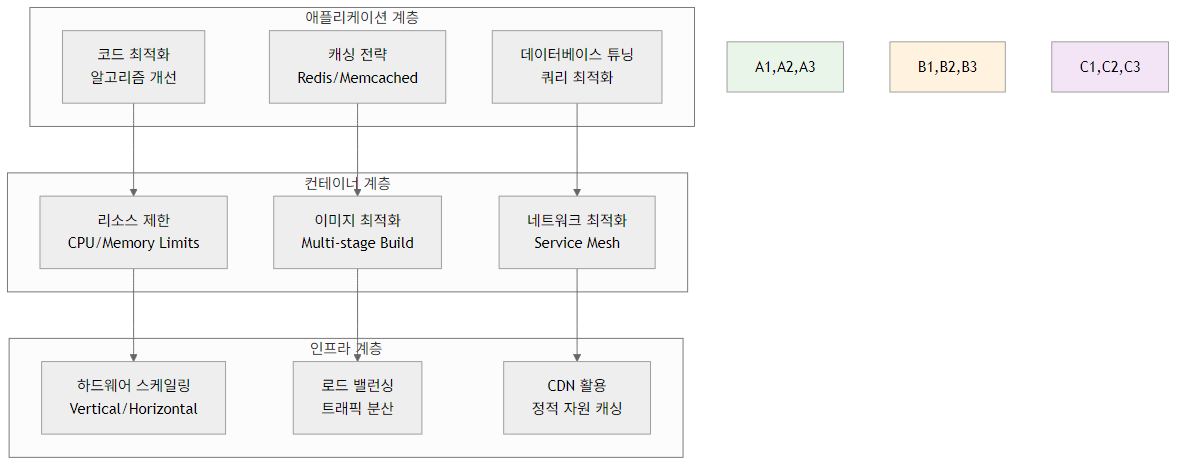 애플리케이션 계층
코드 최적화
알고리즘 개선
캐싱 전략
Redis/Memcached
데이터베이스 튜닝
쿼리 최적화
A1,A2,A3
B1,B2,B3
C1,C2,C3
컨테이너 계층
리소스 제한
CPU/Memory Limits
이미지 최적화
Multi-stage Build
네트워크 최적화
Service Mesh
인프라 계층
하드웨어 스케일링
Vertical/Horizontal
로드 밸런싱
트래픽 분산
CDN 활용
정적 자원 캐싱